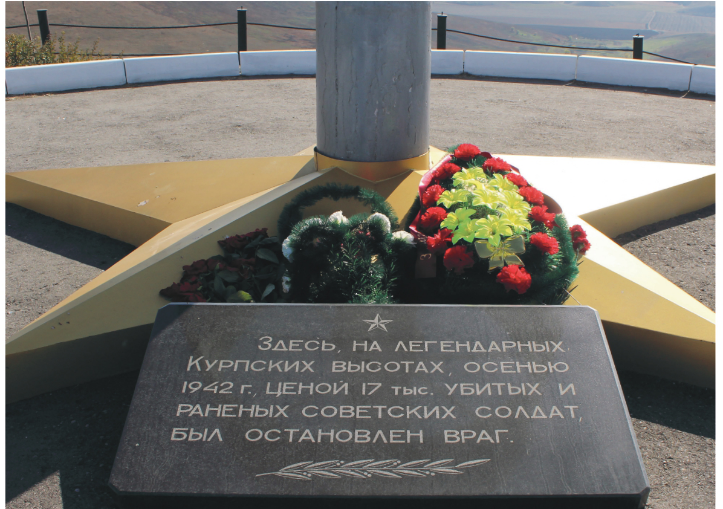 Здесь, на легендарных
Курпских высотах, осенью
1942 г., ценой 17 тыс. убитых и
раненых советских солдат,
был остановлен враг.